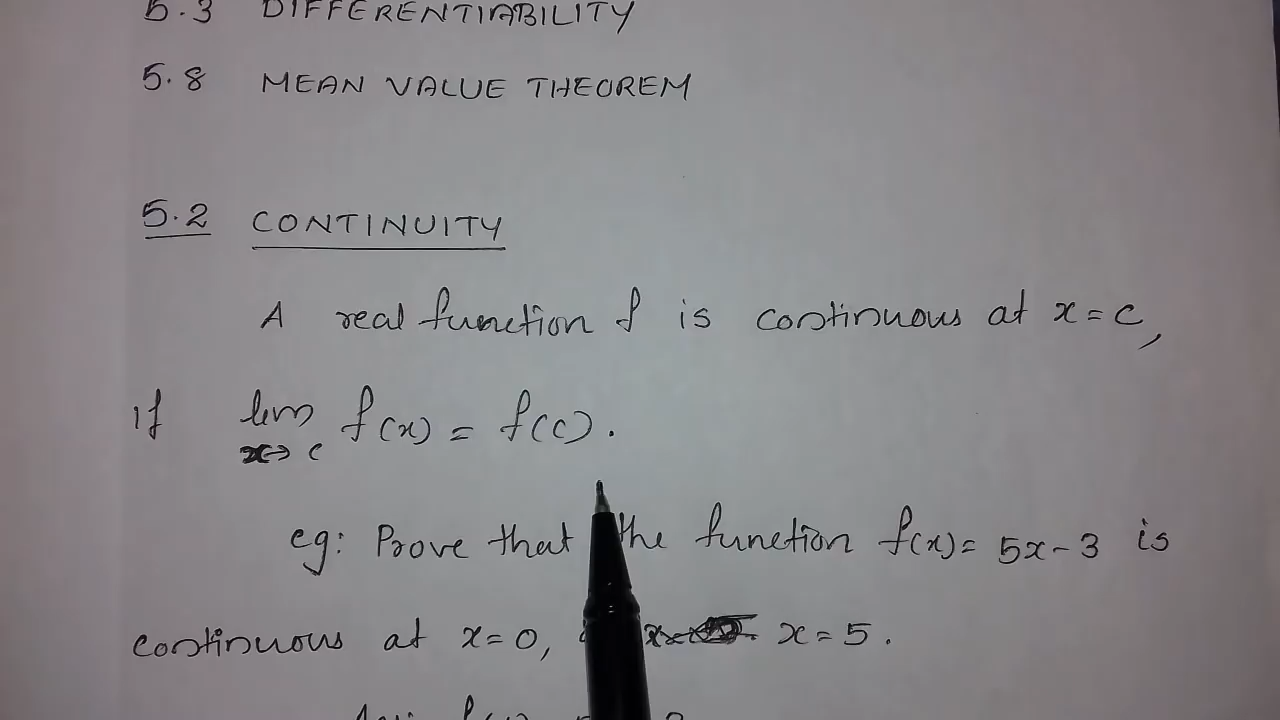 5.3 DIFFERENTIABILITY
5.8 MEAN VALUE THEOREM
5.2 CONTINUITY
A real function f is continuous at x = c,
if lim f(x) = f(c).
x→c
eg: Prove that the function f(x) = 5x - 3 is
continuous at x = 0, x = 5.